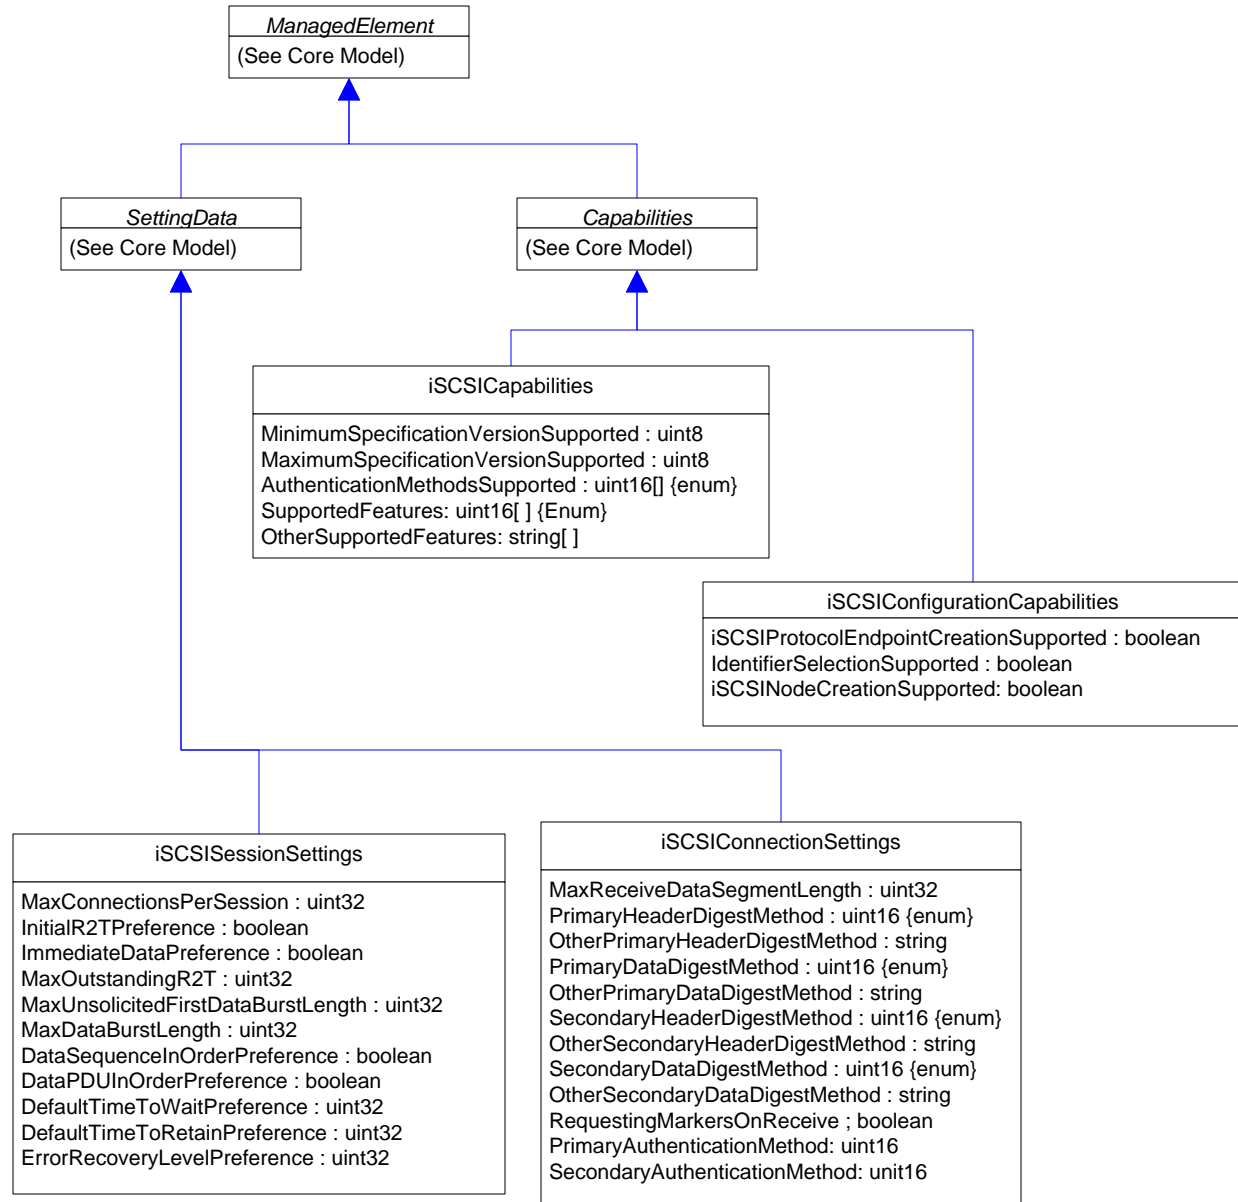 ManagedElement
(See Core Model)
SettingData
(See Core Model)
Capabilities
(See Core Model)
iSCSICapabilities
MinimumSpecificationVersionSupported : uint8
MaximumSpecificationVersionSupported : uint8
AuthenticationMethodsSupported : uint16[] {enum}
SupportedFeatures: uint16[ ] {Enum}
OtherSupportedFeatures: string[ ]
iSCSIConfigurationCapabilities
iSCSIProtocolEndpointCreationSupported : boolean
IdentifierSelectionSupported : boolean
iSCSINodeCreationSupported: boolean
iSCSISessionSettings
MaxConnectionsPerSession : uint32
InitialR2TPreference : boolean
ImmediateDataPreference : boolean
MaxOutstandingR2T : uint32
MaxUnsolicitedFirstDataBurstLength : uint32
MaxDataBurstLength : uint32
DataSequenceInOrderPreference : boolean
DataPDUInOrderPreference : boolean
DefaultTimeToWaitPreference : uint32
DefaultTimeToRetainPreference : uint32
ErrorRecoveryLevelPreference : uint32
iSCSIConnectionSettings
MaxReceiveDataSegmentLength : uint32
PrimaryHeaderDigestMethod : uint16 {enum}
OtherPrimaryHeaderDigestMethod : string
PrimaryDataDigestMethod : uint16 {enum}
OtherPrimaryDataDigestMethod : string
SecondaryHeaderDigestMethod : uint16 {enum}
OtherSecondaryHeaderDigestMethod : string
SecondaryDataDigestMethod : uint16 {enum}
OtherSecondaryDataDigestMethod : string
RequestingMarkersOnReceive ; boolean
PrimaryAuthenticationMethod: uint16
SecondaryAuthenticationMethod: unit16